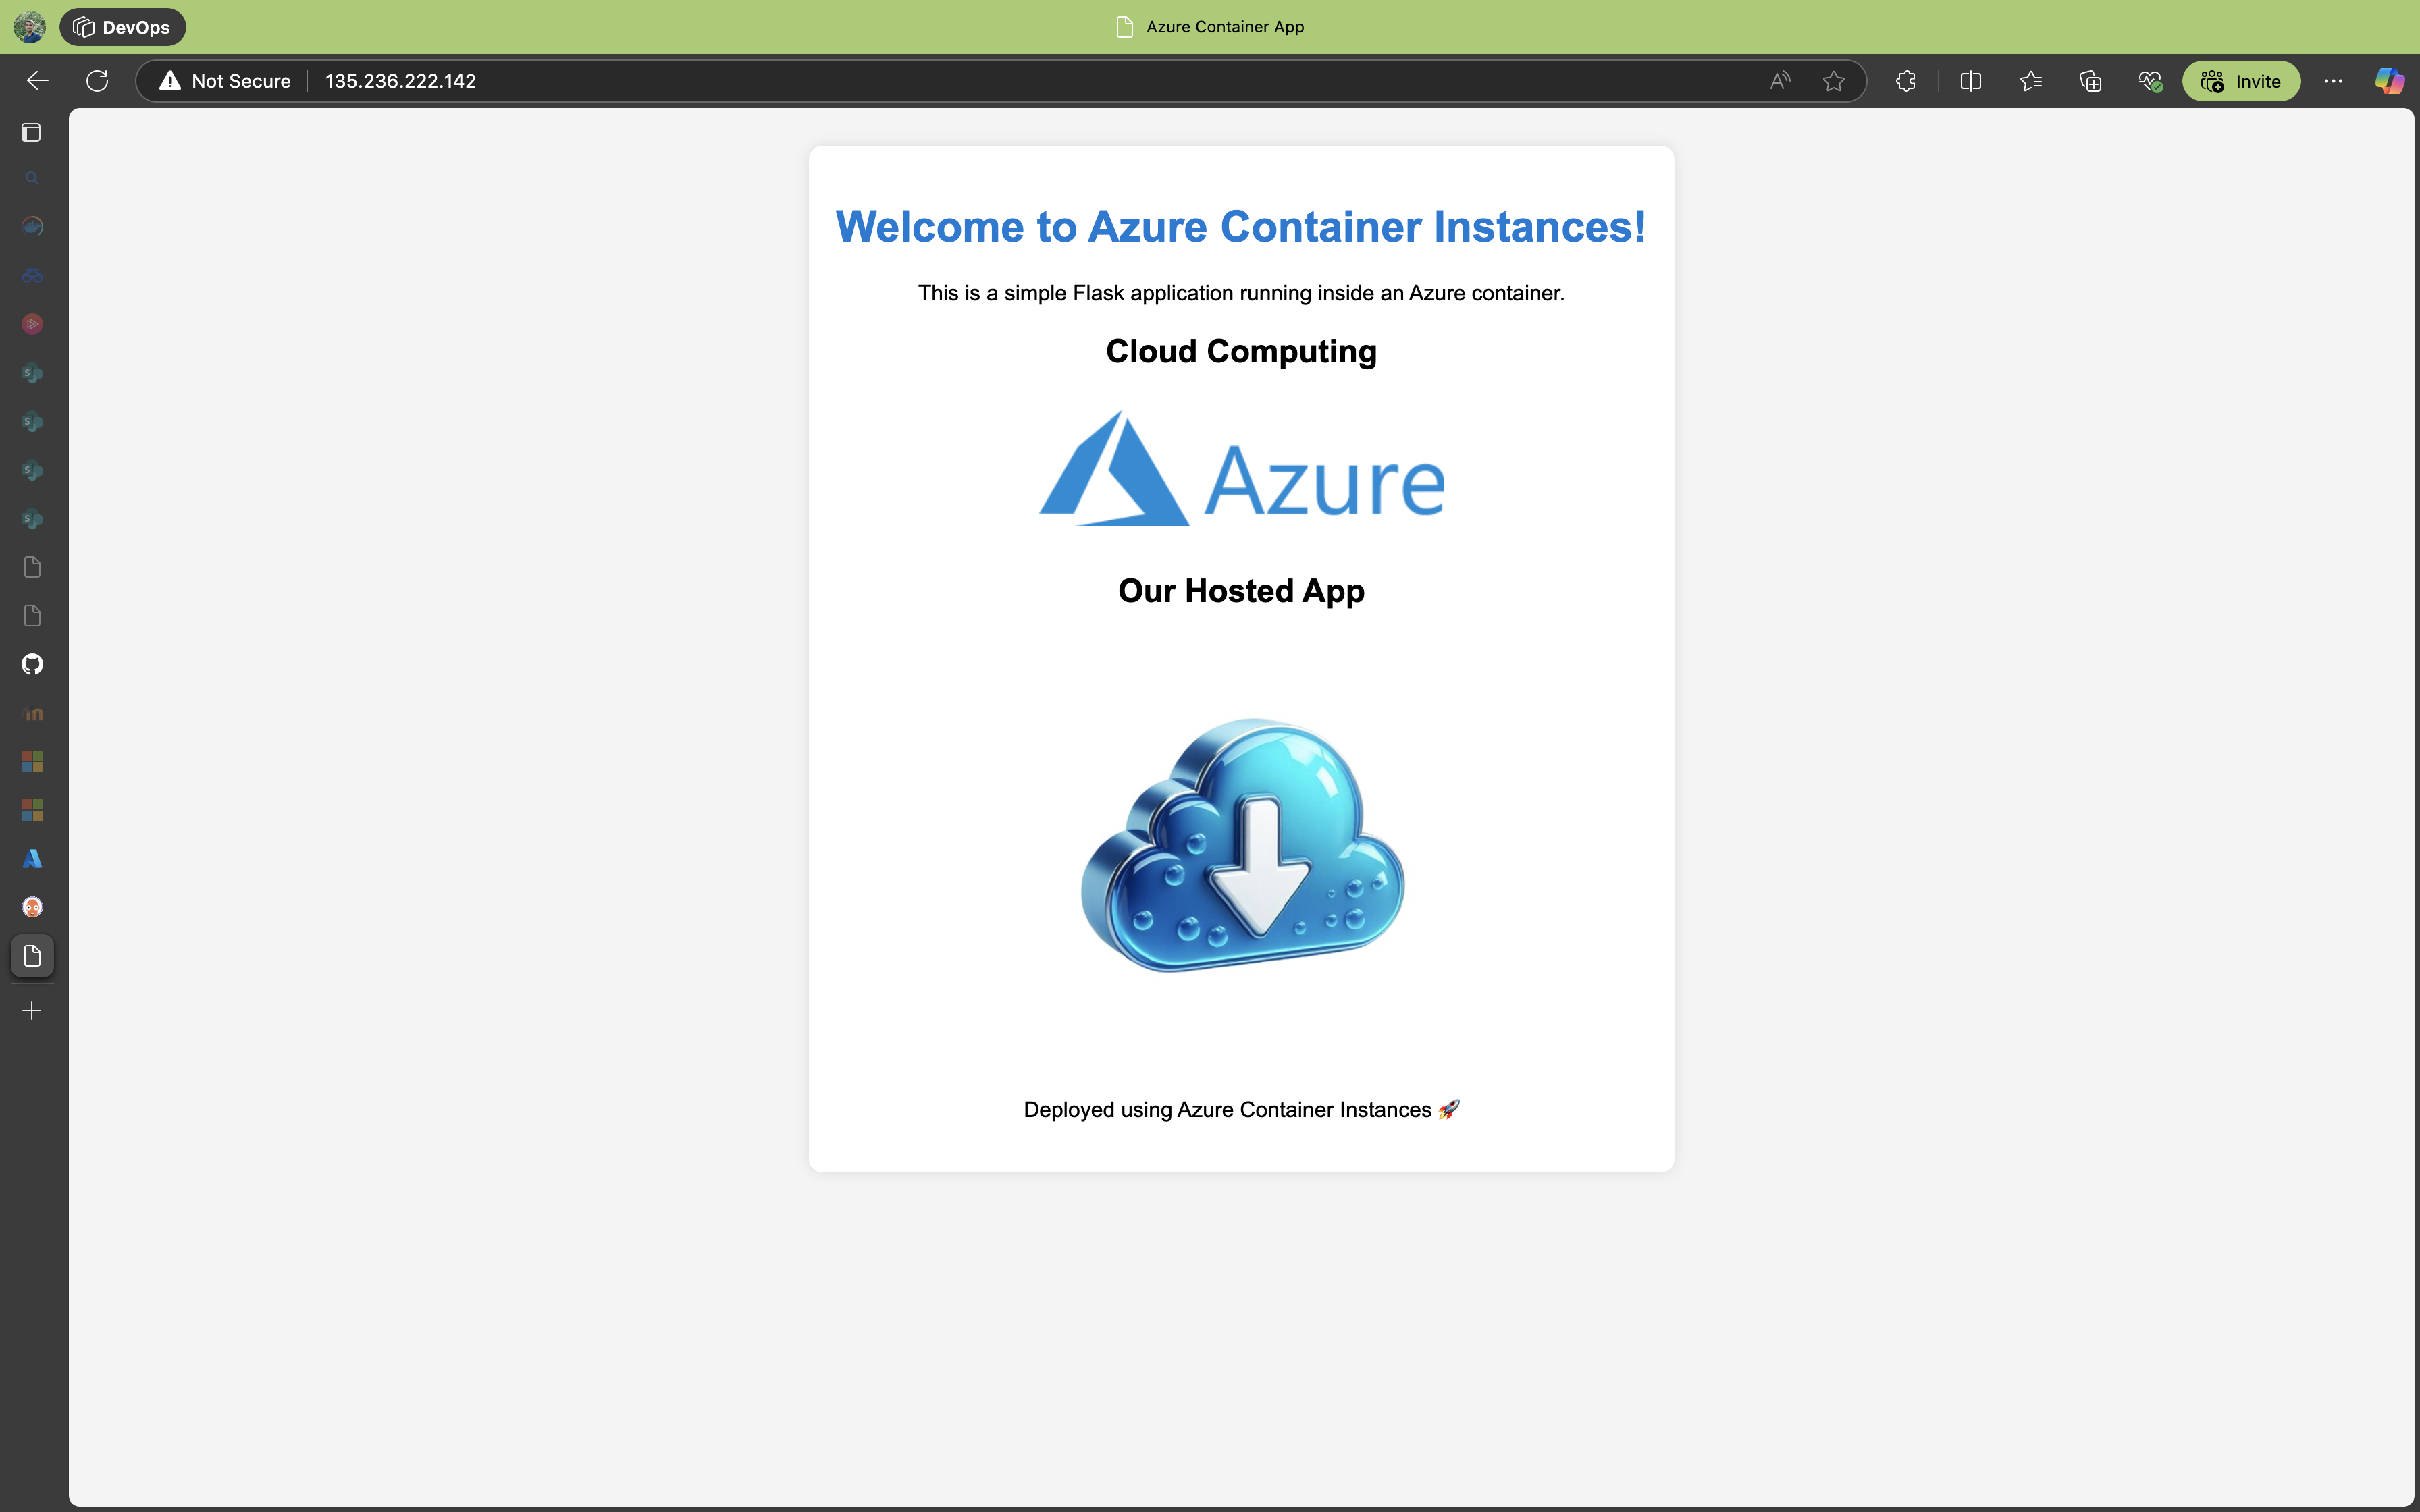 DevOps
Azure Container App
Not Secure
135.236.222.142
Invite
Welcome to Azure Container Instances!
This is a simple Flask application running inside an Azure container.
Cloud Computing
Azure
Our Hosted App
Deployed using Azure Container Instances 🚀